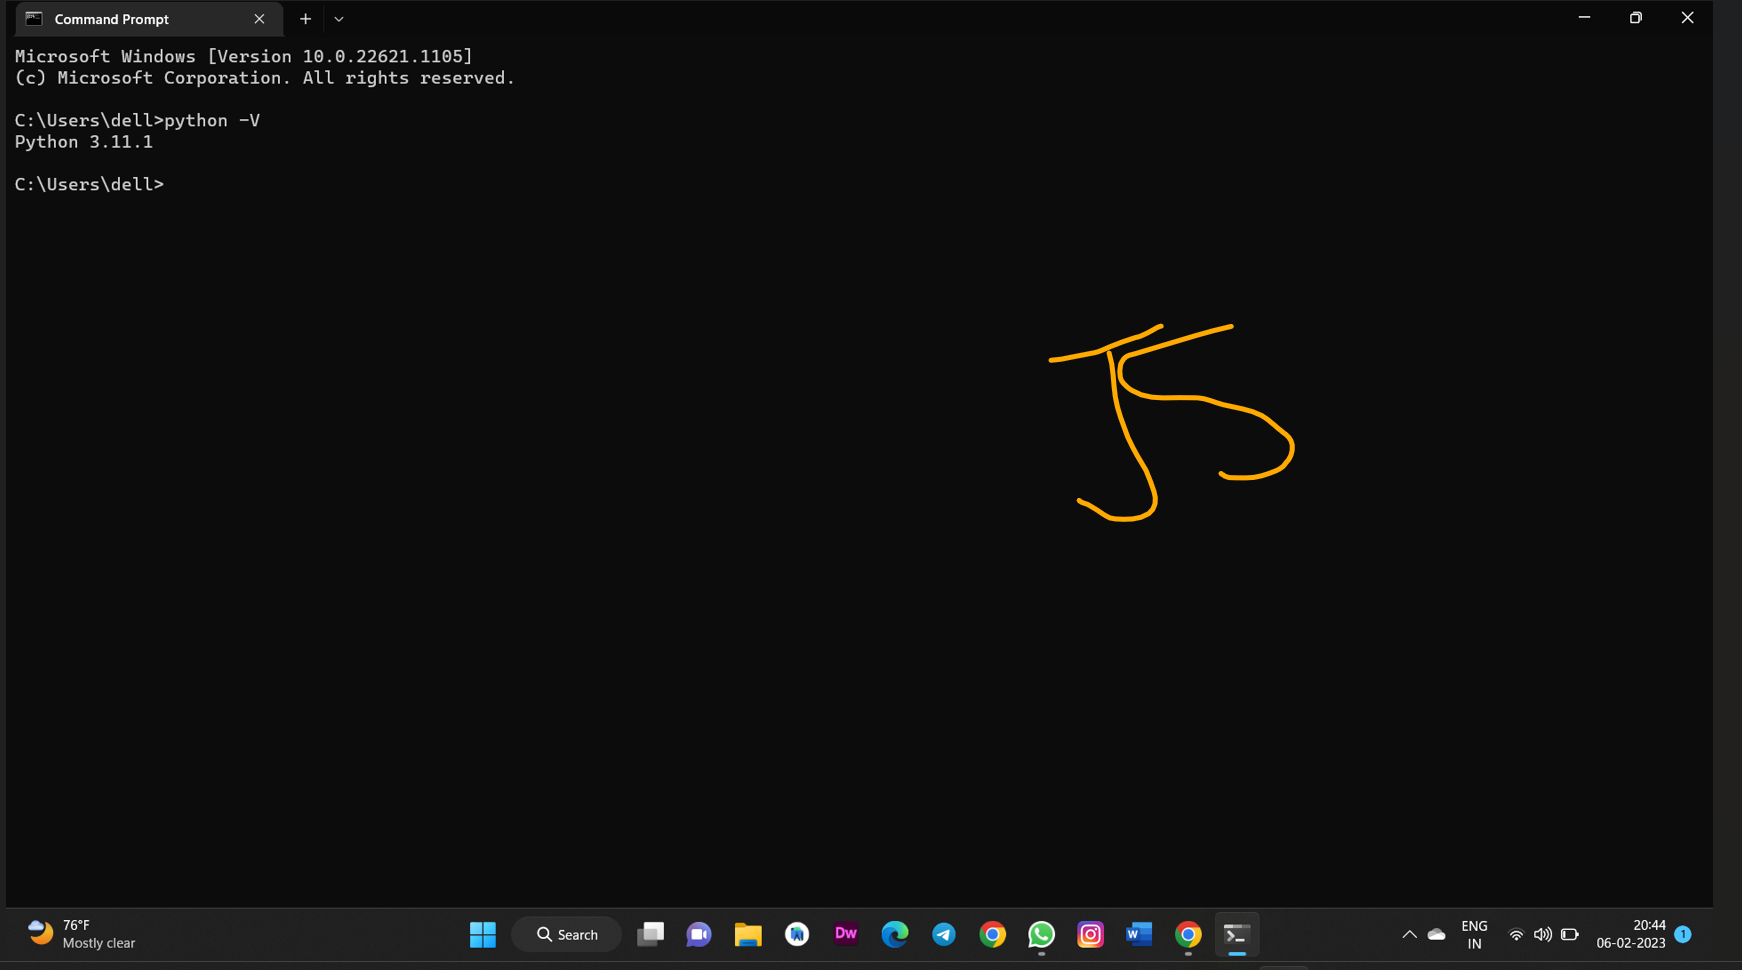 Command Prompt
Microsoft Windows [Version 10.0.22621.1105]
(c) Microsoft Corporation. All rights reserved.
C:\Users\dell>python -V
Python 3.11.1
C:\Users\dell>
JS
76°F
Mostly clear
Search
Dw
W
ENG
IN
20:44
06-02-2023
1